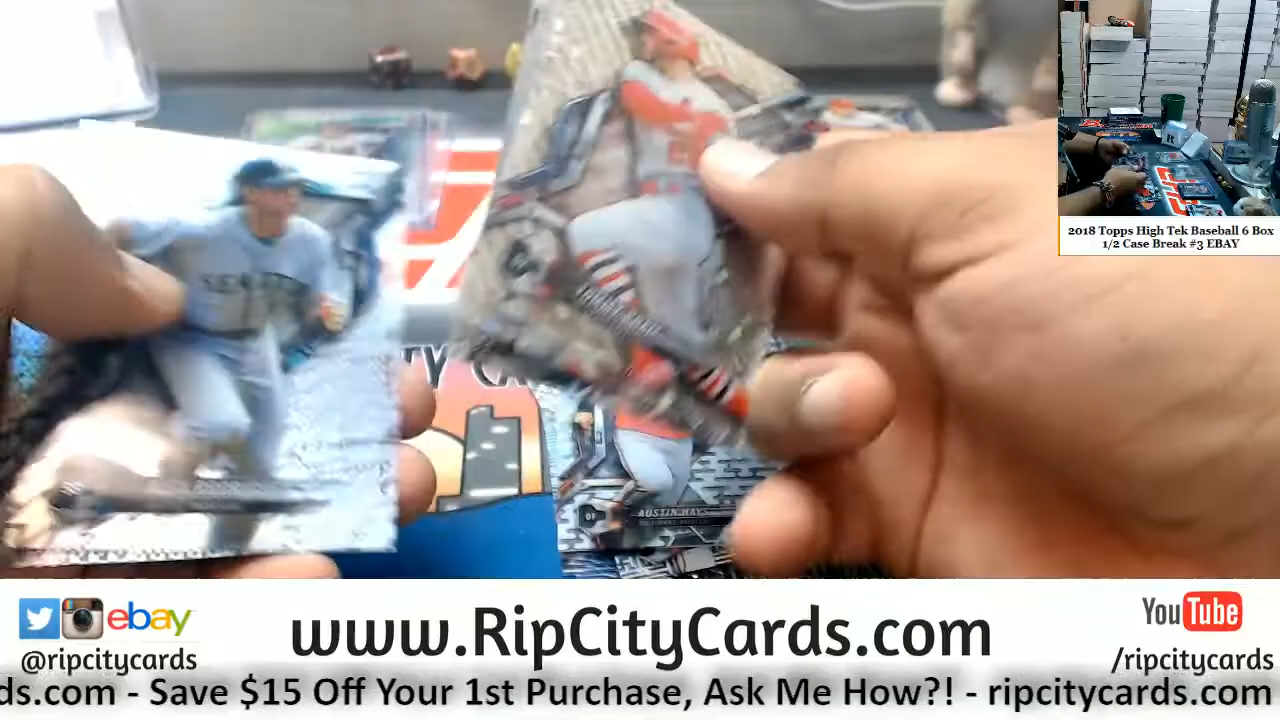 2018 Topps High Tek Baseball 6 Box
1/2 Case Break #3 EBAY
OF
AUSTIN HAYS
ebay
@ripcitycards
www.RipCityCards.com
YouTube
/ripcitycards
ds.com - Save $15 Off Your 1st Purchase, Ask Me How?! - ripcitycards.com